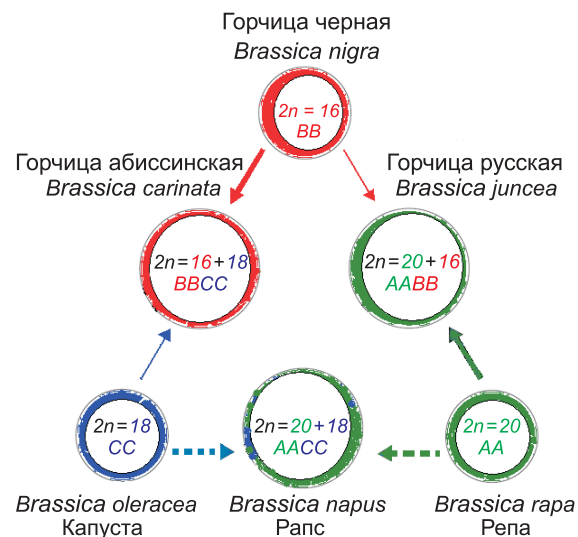 Горчица черная
Brassica nigra
2n = 16
BB
Горчица абиссинская
Brassica carinata
Горчица русская
Brassica juncea
2n=16+18
BBCC
2n=20+16
AABB
2n=18
CC
2n=20+18
AACC
2n=20
AA
Brassica oleracea
Капуста
Brassica napus
Рапс
Brassica rapa
Репа